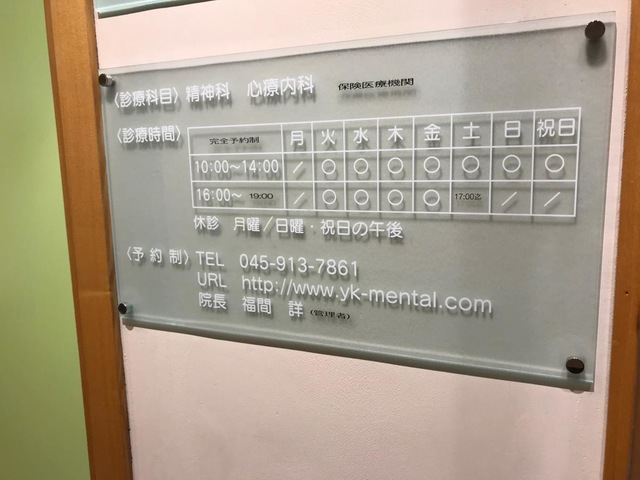 〈診療科目〉 精神科 心療内科 保険医療機関
〈診療時間〉 完全予約制 月 火 水 木 金 土 日 祝日
10:00〜14:00 ／ ○ ○ ○ ○ ○ ○ ○
16:00〜 19:00 ／ ○ ○ ○ ○ 17:00迄 ／ ／
休診 月曜／日曜・祝日の午後
〈予約制〉 TEL 045-913-7861
URL http://www.yk-mental.com
院長 福間 詳 (管理者)